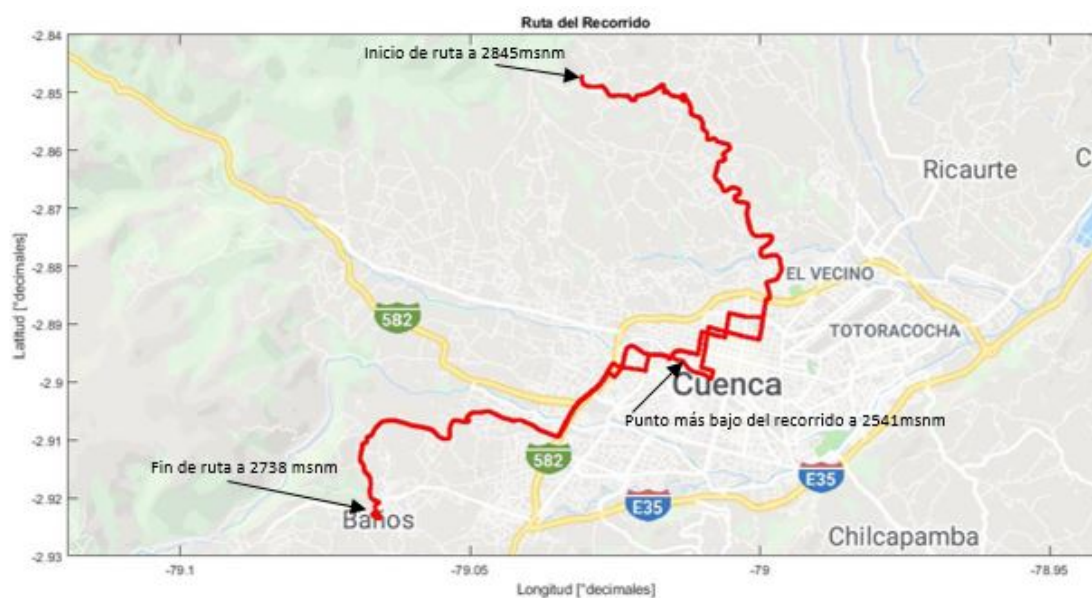 Ruta del Recorrido
-2.84
Inicio de ruta a 2845msnm
-2.85
-2.86
Ricaurte
C
-2.87
-2.88
EL VECINO
582
TOTORACOCHA
-2.89
-2.9
Cuenca
Punto más bajo del recorrido a 2541msnm
-2.91
582
Fin de ruta a 2738 msnm
E35
-2.92
E35
Baños
Chilcapamba
-2.93
-79.1
-79.05
-79
-78.95
Latitud [°decimales]
Longitud [°decimales]